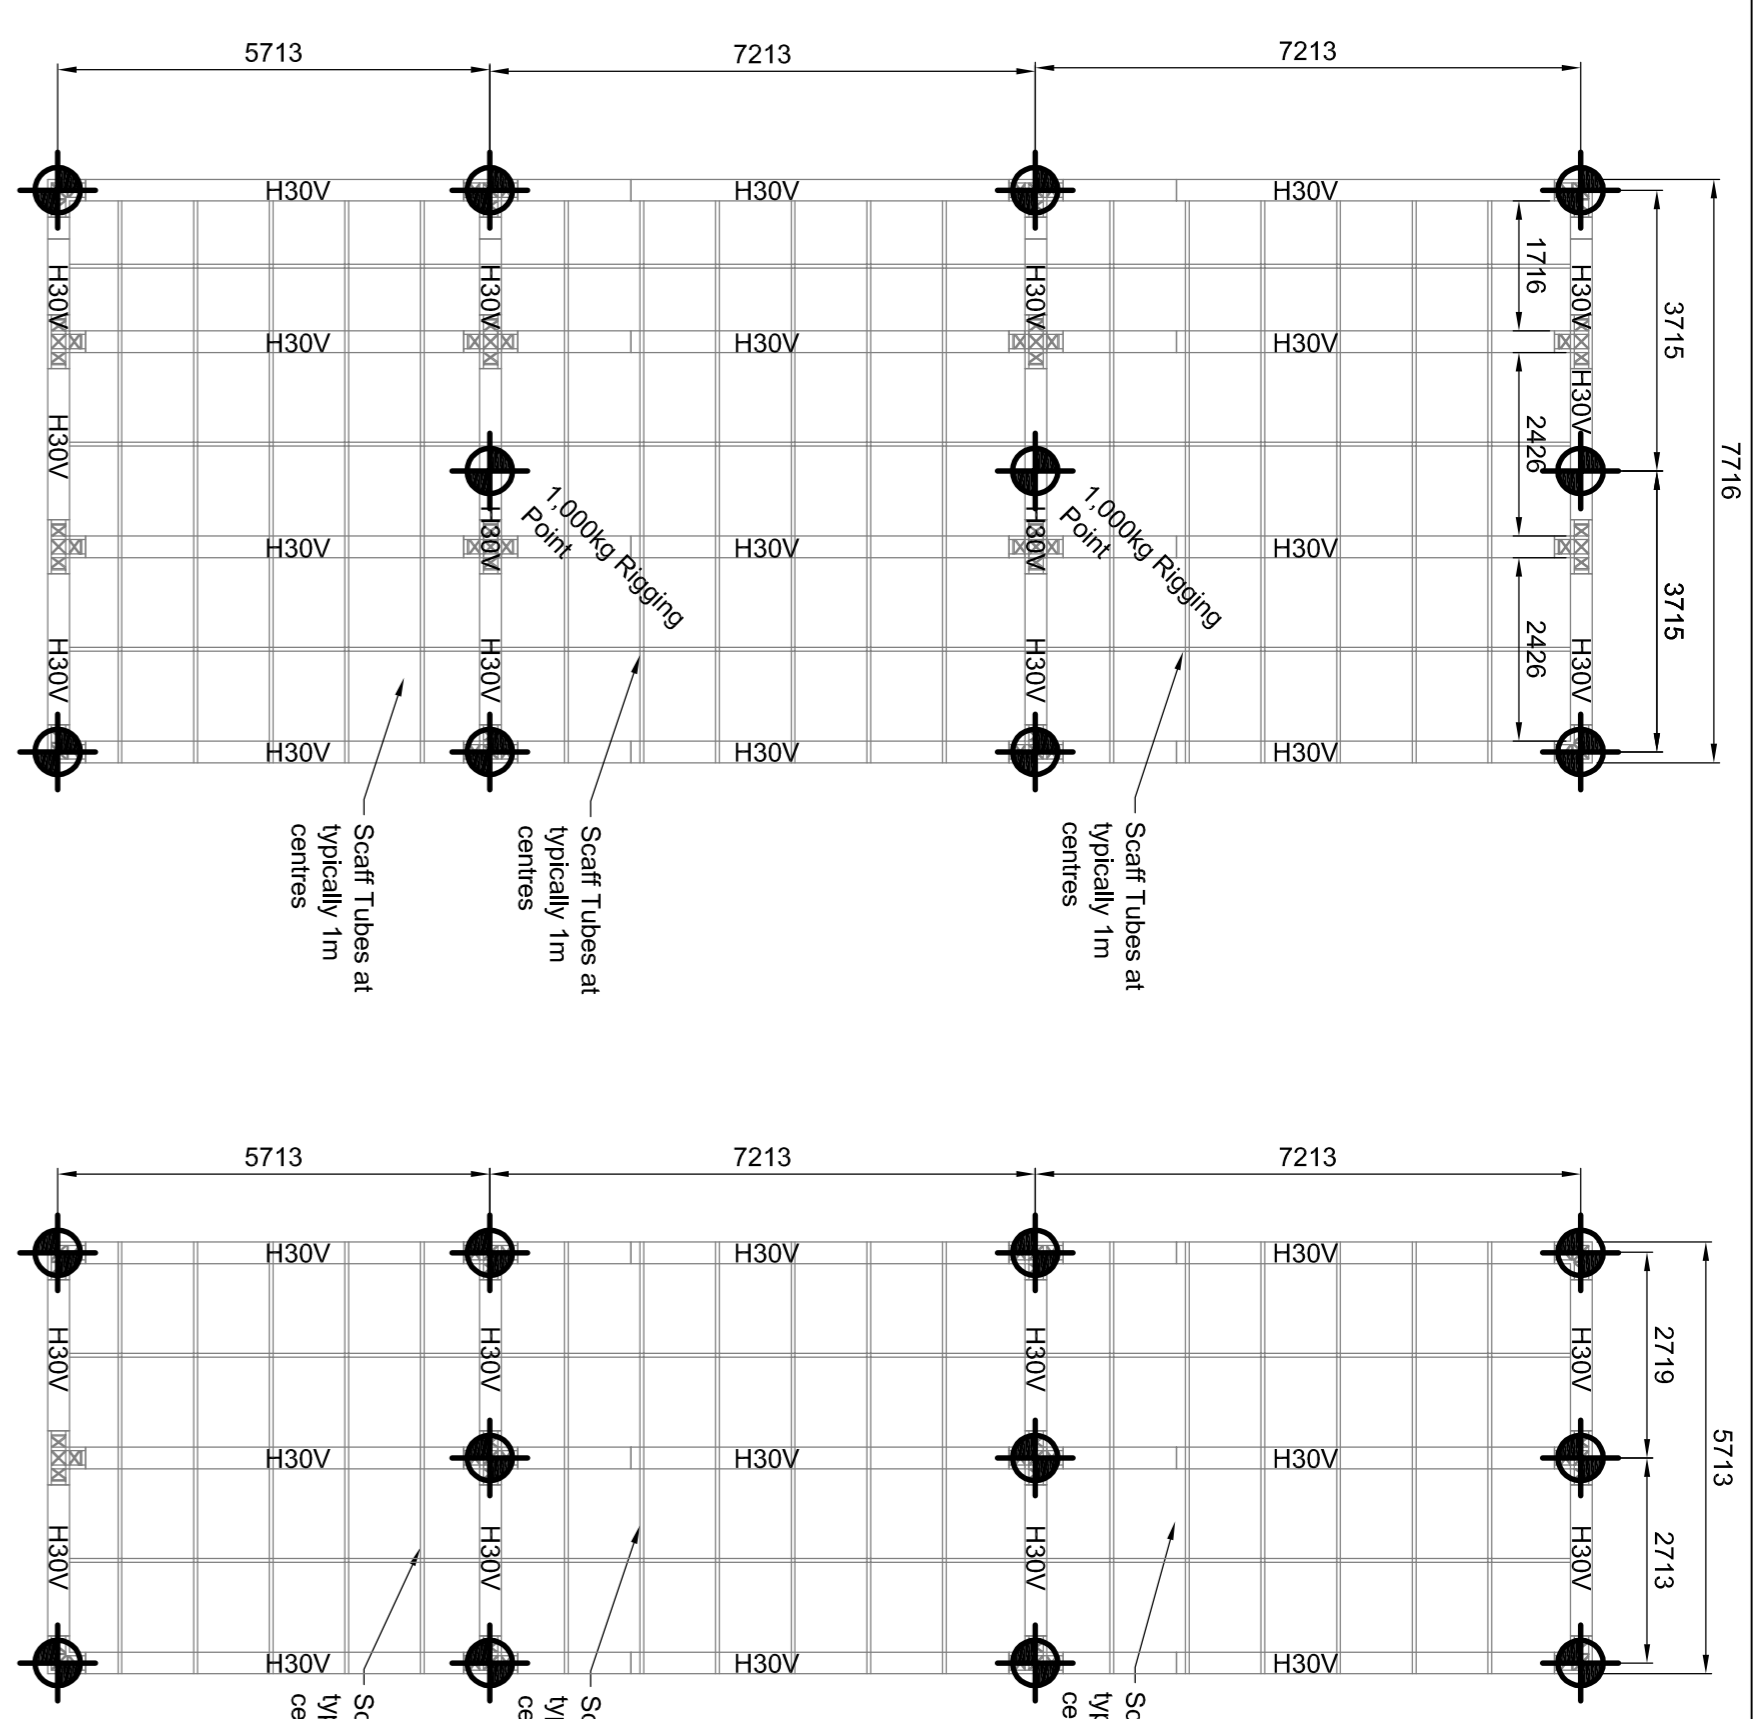 5713
7213
7213
H30V
H30V
H30V
H30V
H30V
H30V
H30V
1716
3715
7716
H30V
H30V
H30V
H30V
H30V
2426
H30V
1,000kg Rigging
Point
H30V
1,000kg Rigging
Point
H30V
H30V
H30V
3715
H30V
H30V
H30V
2426
H30V
H30V
H30V
H30V
Scaff Tubes at
typically 1m
centres
Scaff Tubes at
typically 1m
centres
Scaff Tubes at
typically 1m
centres
5713
7213
7213
H30V
H30V
H30V
H30V
H30V
H30V
H30V
2719
5713
H30V
H30V
H30V
H30V
H30V
H30V
H30V
2713
H30V
H30V
H30V